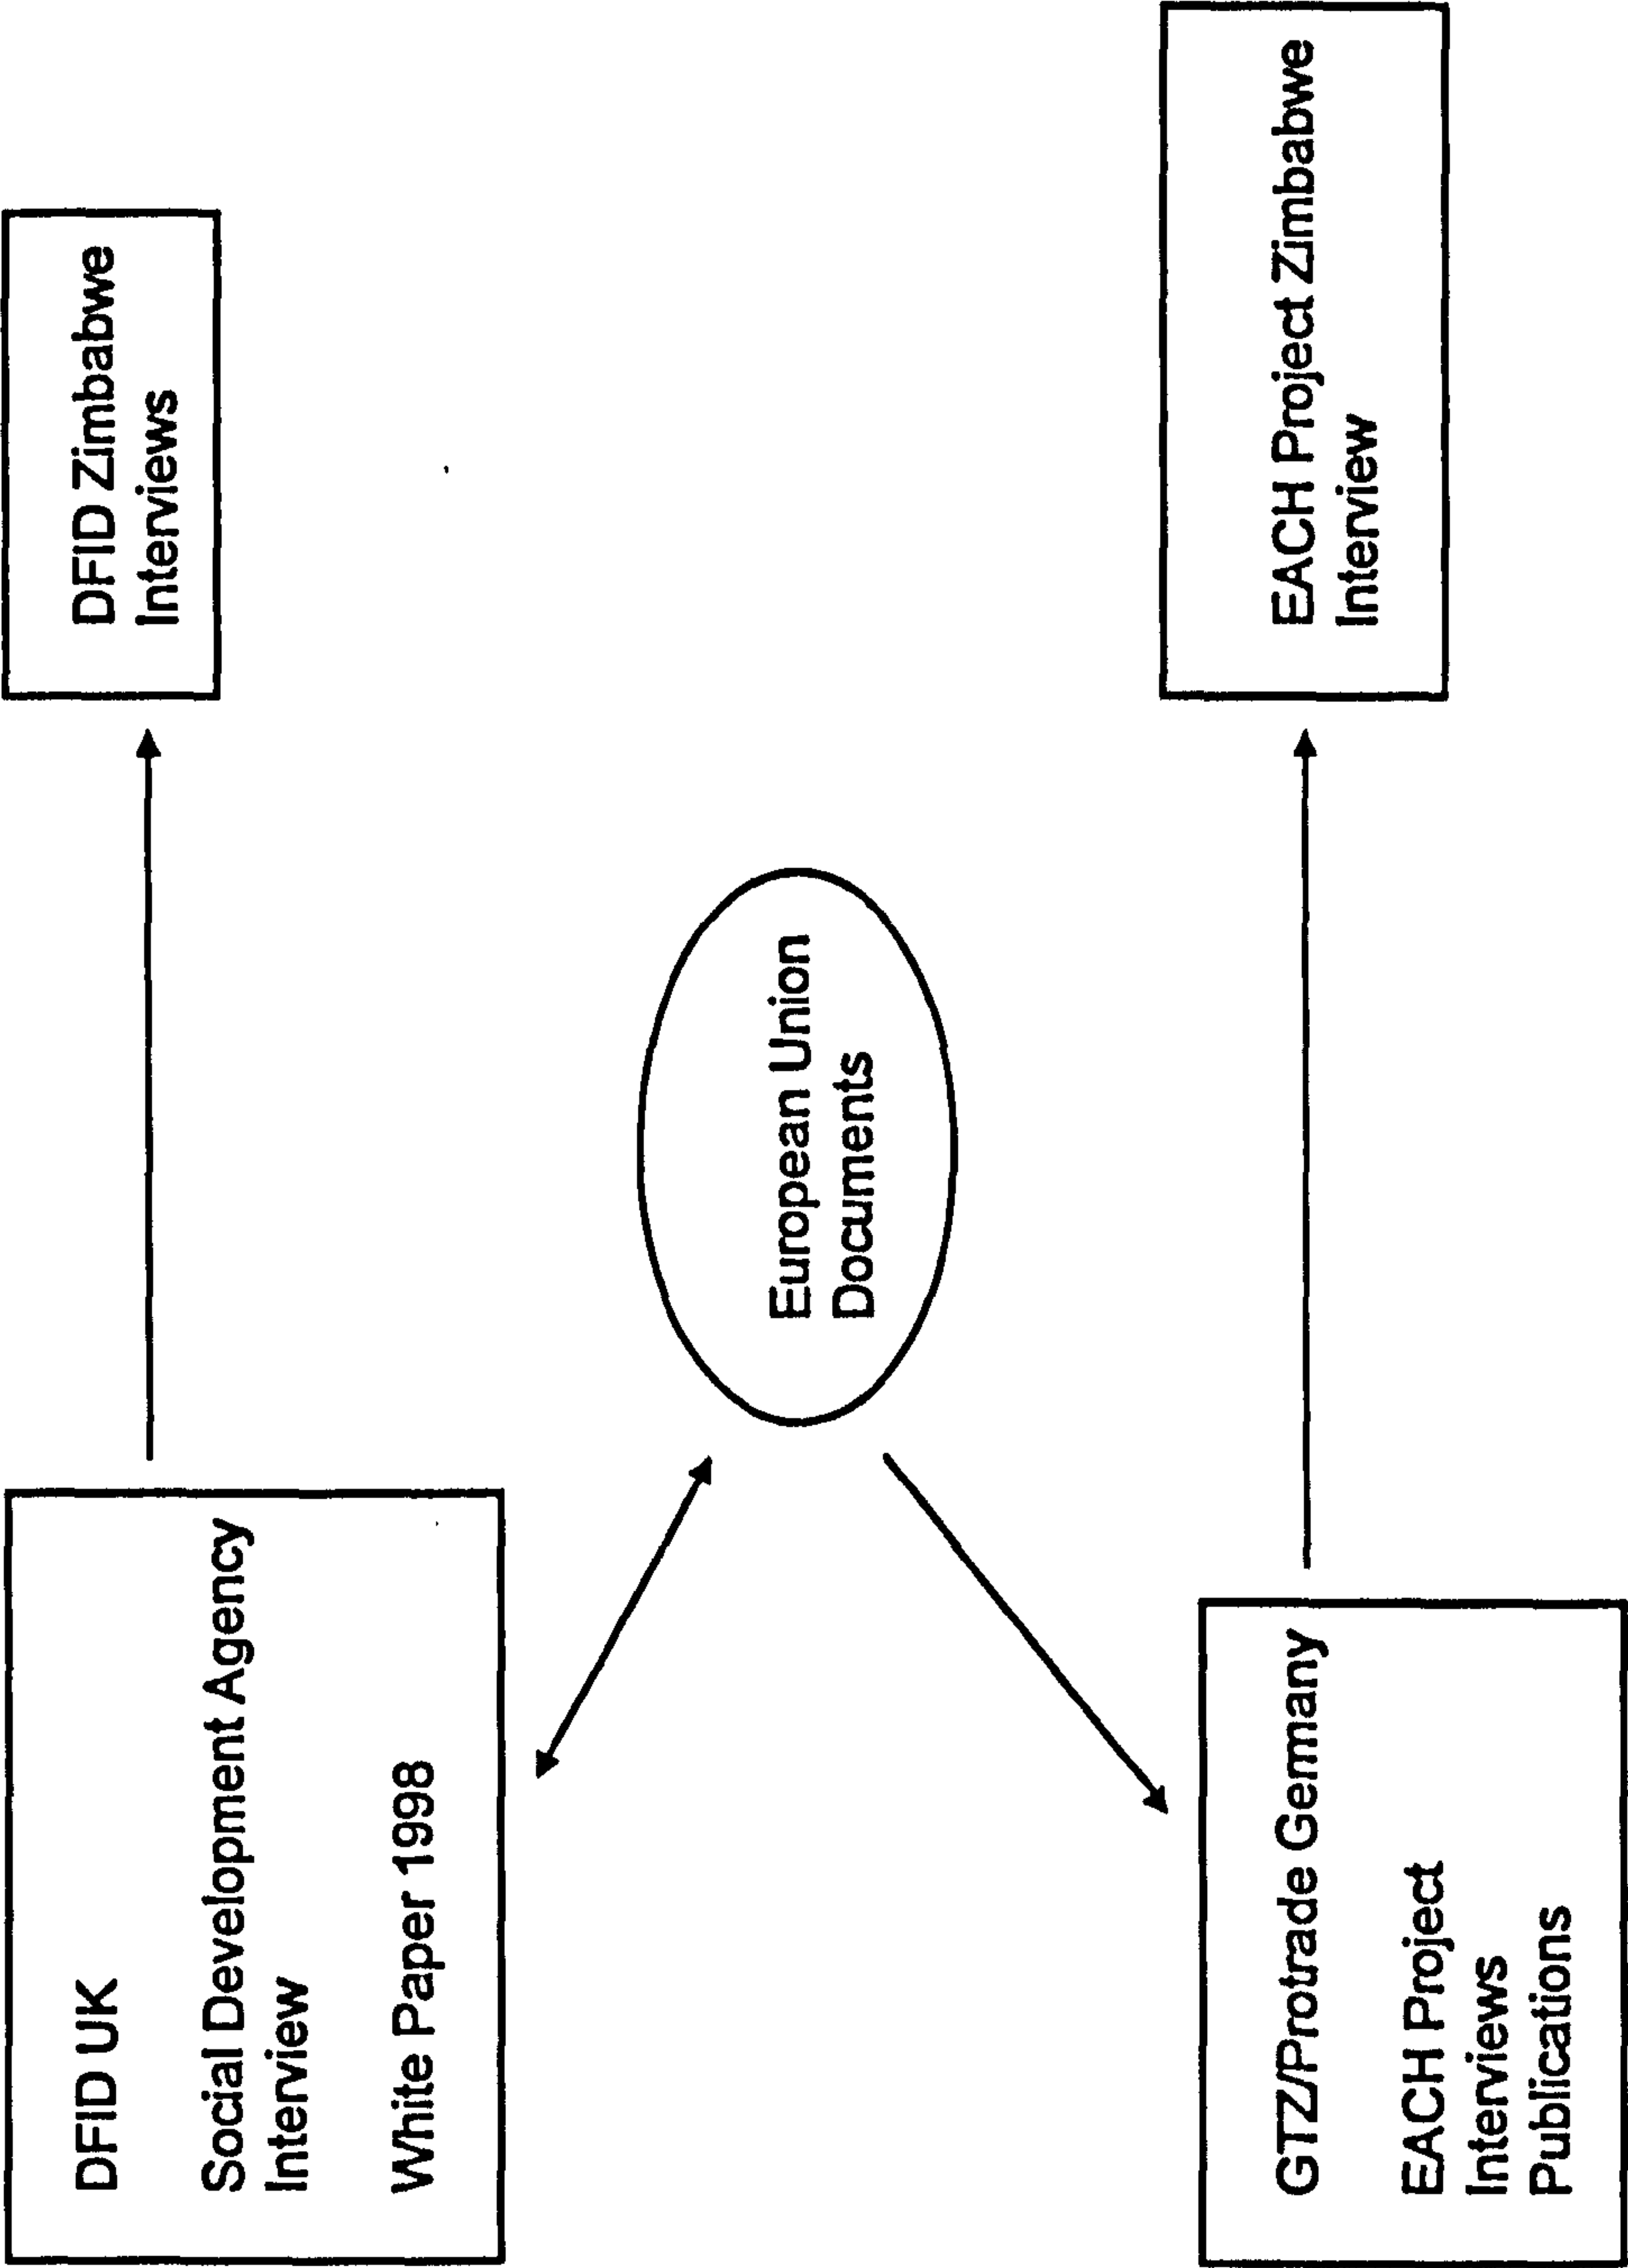 DFID UK
Social Development Agency
Interview
White Paper 1998
DFID Zimbabwe
Interviews
European Union
Documents
GTZ/Protrade Germany
EACH Project
Interviews
Publications
EACH Project Zimbabwe
Interview